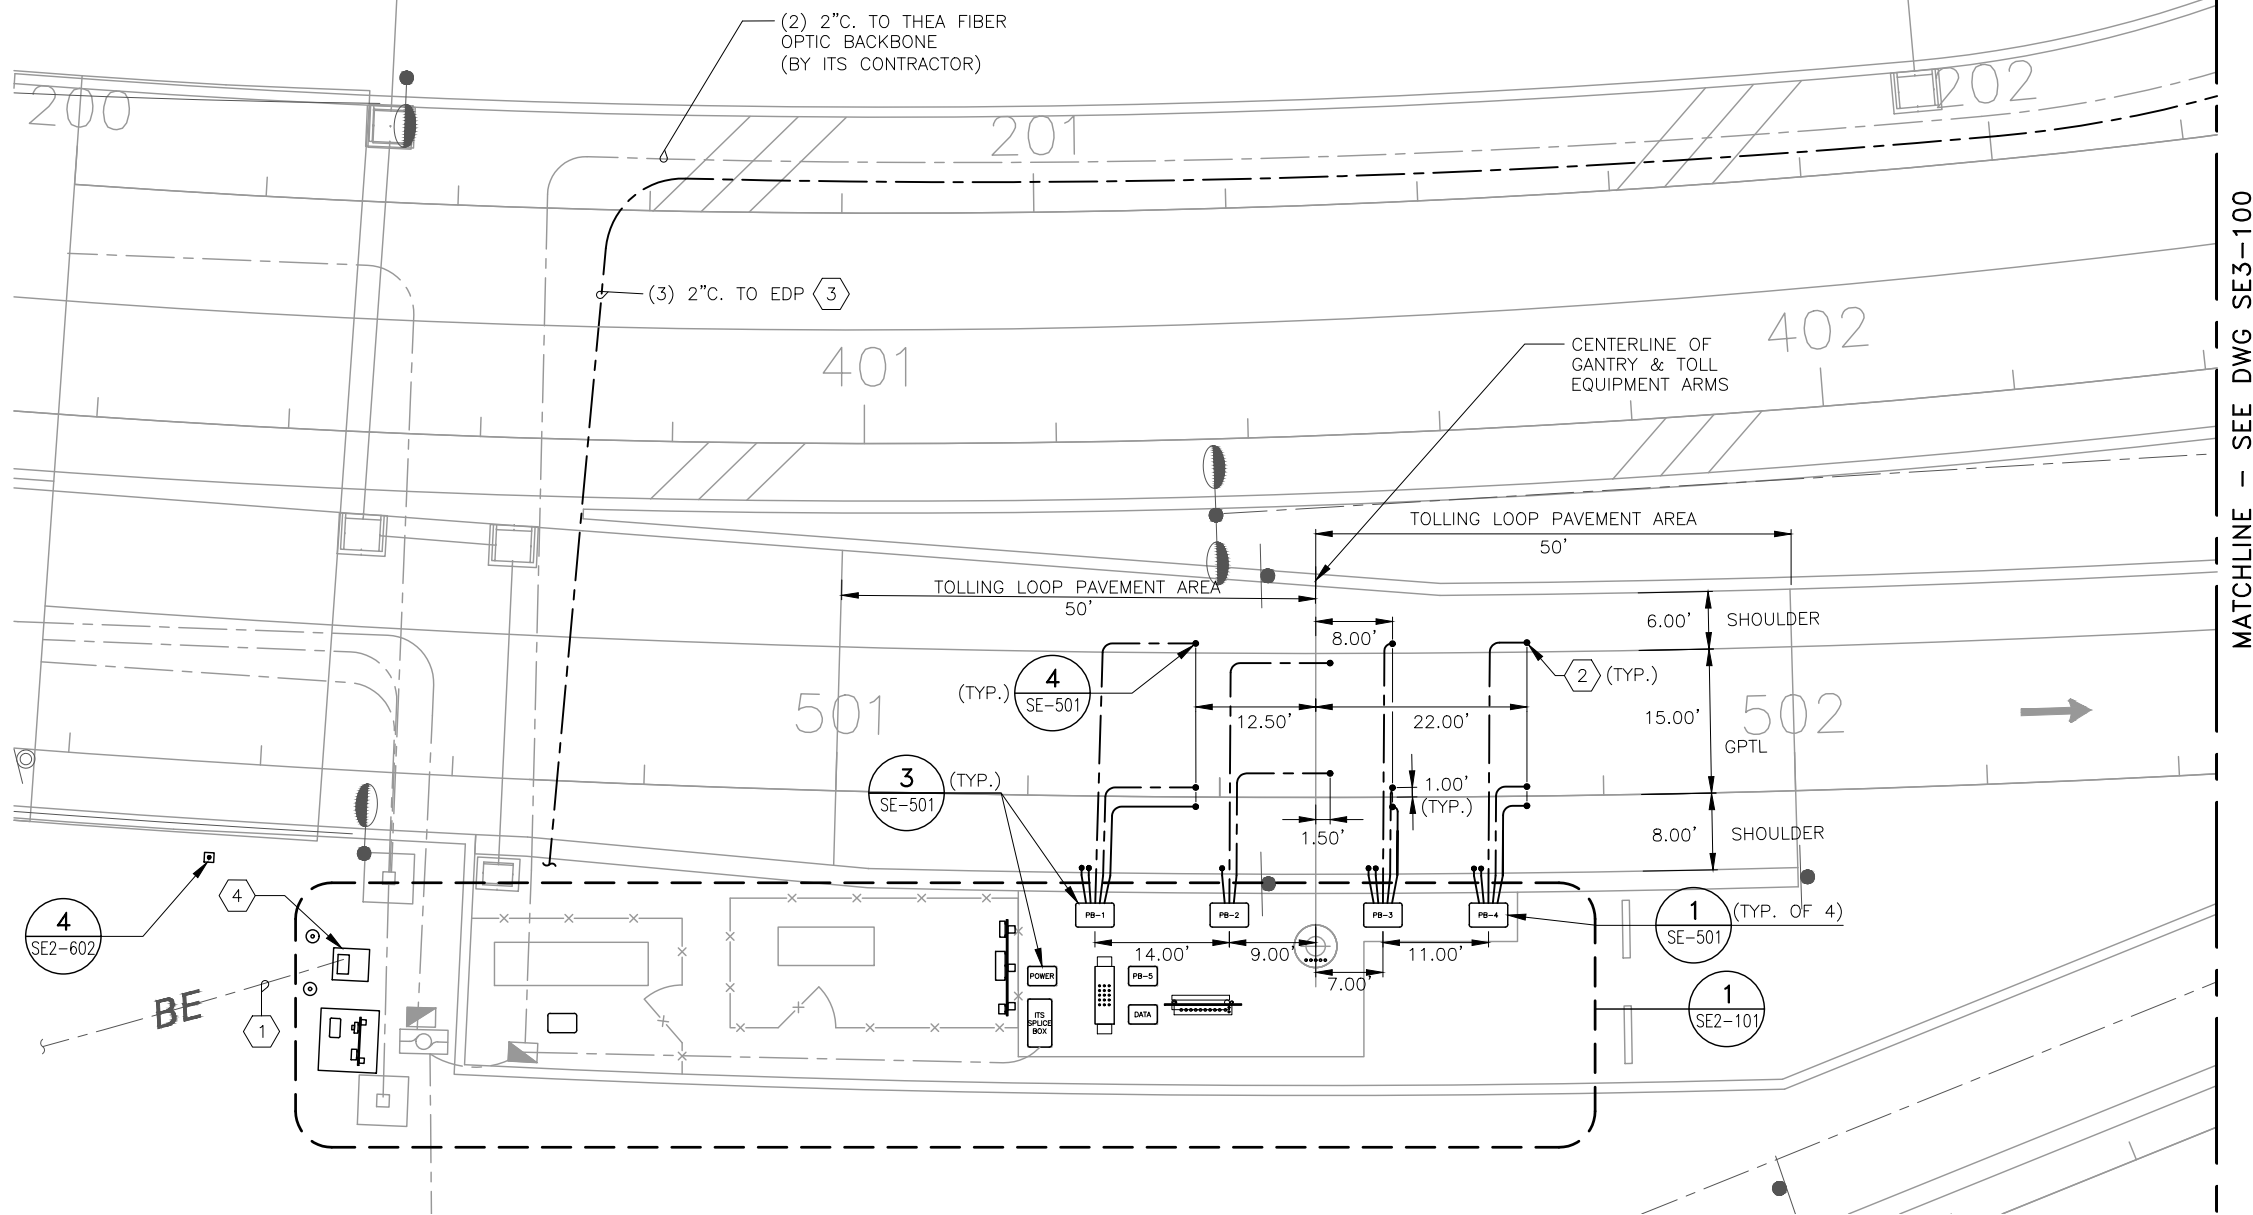 (2) 2"C. TO THEA FIBER
OPTIC BACKBONE
(BY ITS CONTRACTOR)
200
201
202
(3) 2"C. TO EDP 3
401
402
CENTERLINE OF
GANTRY & TOLL
EQUIPMENT ARMS
MATCHLINE - SEE DWG SE3-100
TOLLING LOOP PAVEMENT AREA
50'
TOLLING LOOP PAVEMENT AREA
50'
8.00'
6.00' SHOULDER
(TYP.)
4
SE-501
2 (TYP.)
12.50'
22.00'
15.00'
GPTL
501
502
3
SE-501
(TYP.)
1.00'
(TYP.)
1.50'
8.00' SHOULDER
4
4
SE2-602
PB-1
PB-2
PB-3
PB-4
1
SE-501
(TYP. OF 4)
14.00'
9.00'
11.00'
7.00'
POWER
PB-5
ITS
SPLICE
BOX
DATA
BE
1
1
SE2-101